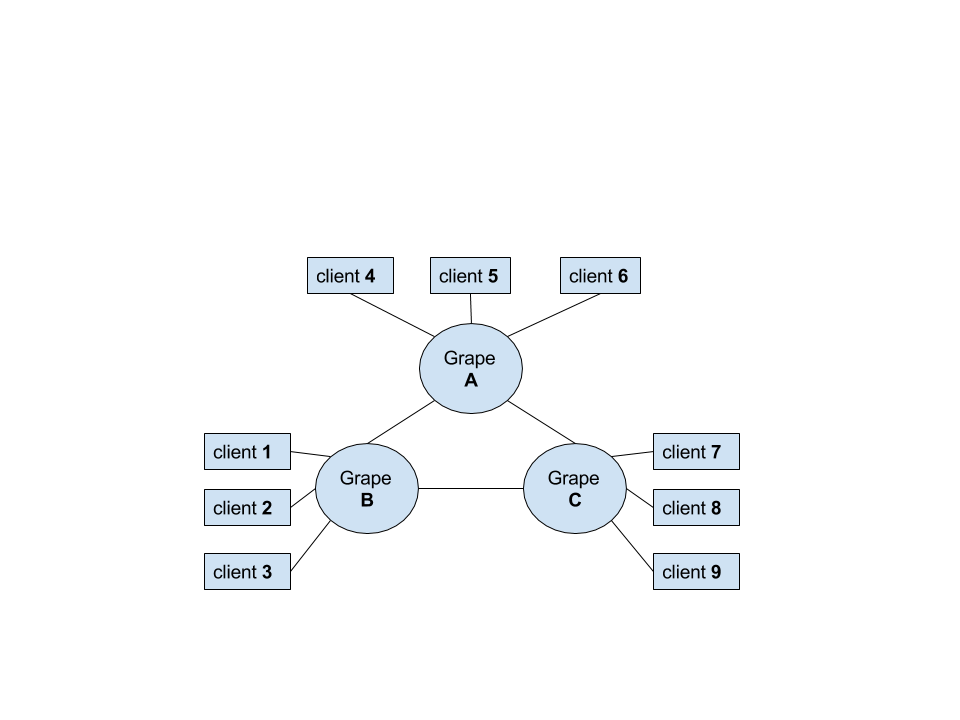 client 4
client 5
client 6
Grape
A
client 1
client 2
client 3
Grape
B
Grape
C
client 7
client 8
client 9